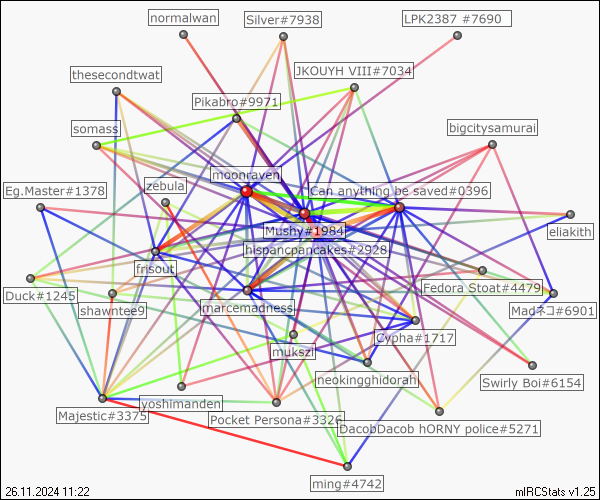 normalwan
Silver#7938
LPK2387 #7690
thesecondtwat
JKOUYH VIII#7034
Pikabro#9971
somass
bigcitysamurai
moonraven
Eg.Master#1378
zebula
Can anything be saved#0396
Mushy#1984
eliakith
hispancpancakes#2928
frisout
Duck#1245
Fedora Stoat#4479
shawntee9
marcemadness
Madネコ#6901
Cypha#1717
mukszi
neokingghidorah
Swirly Boi#6154
yoshimanden
Majestic#3375
Pocket Persona#3326
DacobDacob hORNY police#5271
ming#4742
26.11.2024 11:22
mIRCStats v1.25